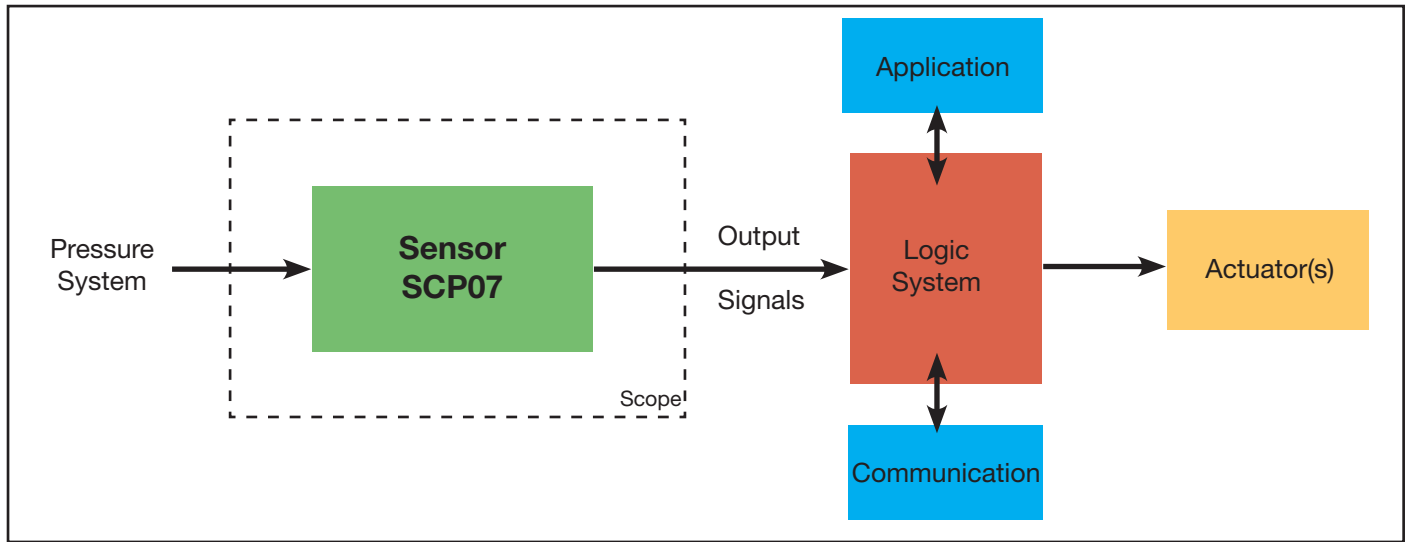 Application
Pressure
System
Sensor
SCP07
Output
Signals
Logic
System
Actuator(s)
Scope
Communication